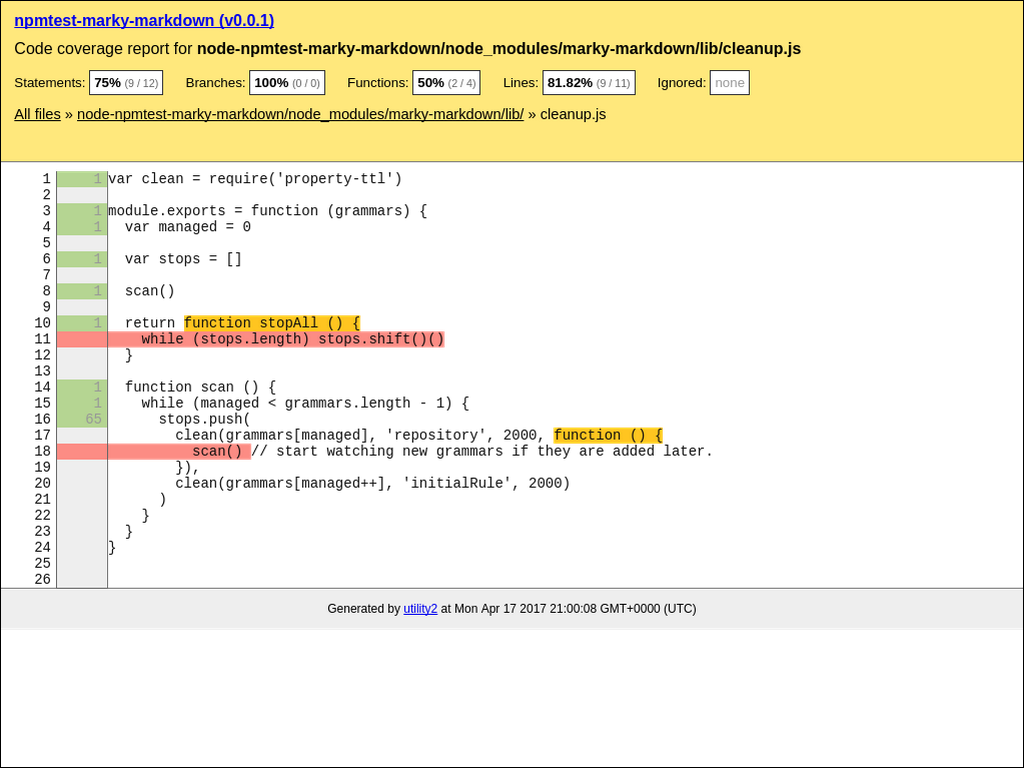 npmtest-marky-markdown (v0.0.1)
Code coverage report for node-npmtest-marky-markdown/node_modules/marky-markdown/lib/cleanup.js
Statements: 75% (9 / 12) Branches: 100% (0 / 0) Functions: 50% (2 / 4) Lines: 81.82% (9 / 11) Ignored: none
All files » node-npmtest-marky-markdown/node_modules/marky-markdown/lib/ » cleanup.js
1 1 var clean = require('property-ttl')
2
3 1 module.exports = function (grammars) {
4 1   var managed = 0
5
6 1   var stops = []
7
8 1   scan()
9
10 1   return function stopAll () {
11     while (stops.length) stops.shift()()
12   }
13
14 1   function scan () {
15 1     while (managed < grammars.length - 1) {
16 65       stops.push(
17         clean(grammars[managed], 'repository', 2000, function () {
18           scan() // start watching new grammars if they are added later.
19         }),
20         clean(grammars[managed++], 'initialRule', 2000)
21       )
22     }
23   }
24 }
25
26
Generated by utility2 at Mon Apr 17 2017 21:00:08 GMT+0000 (UTC)